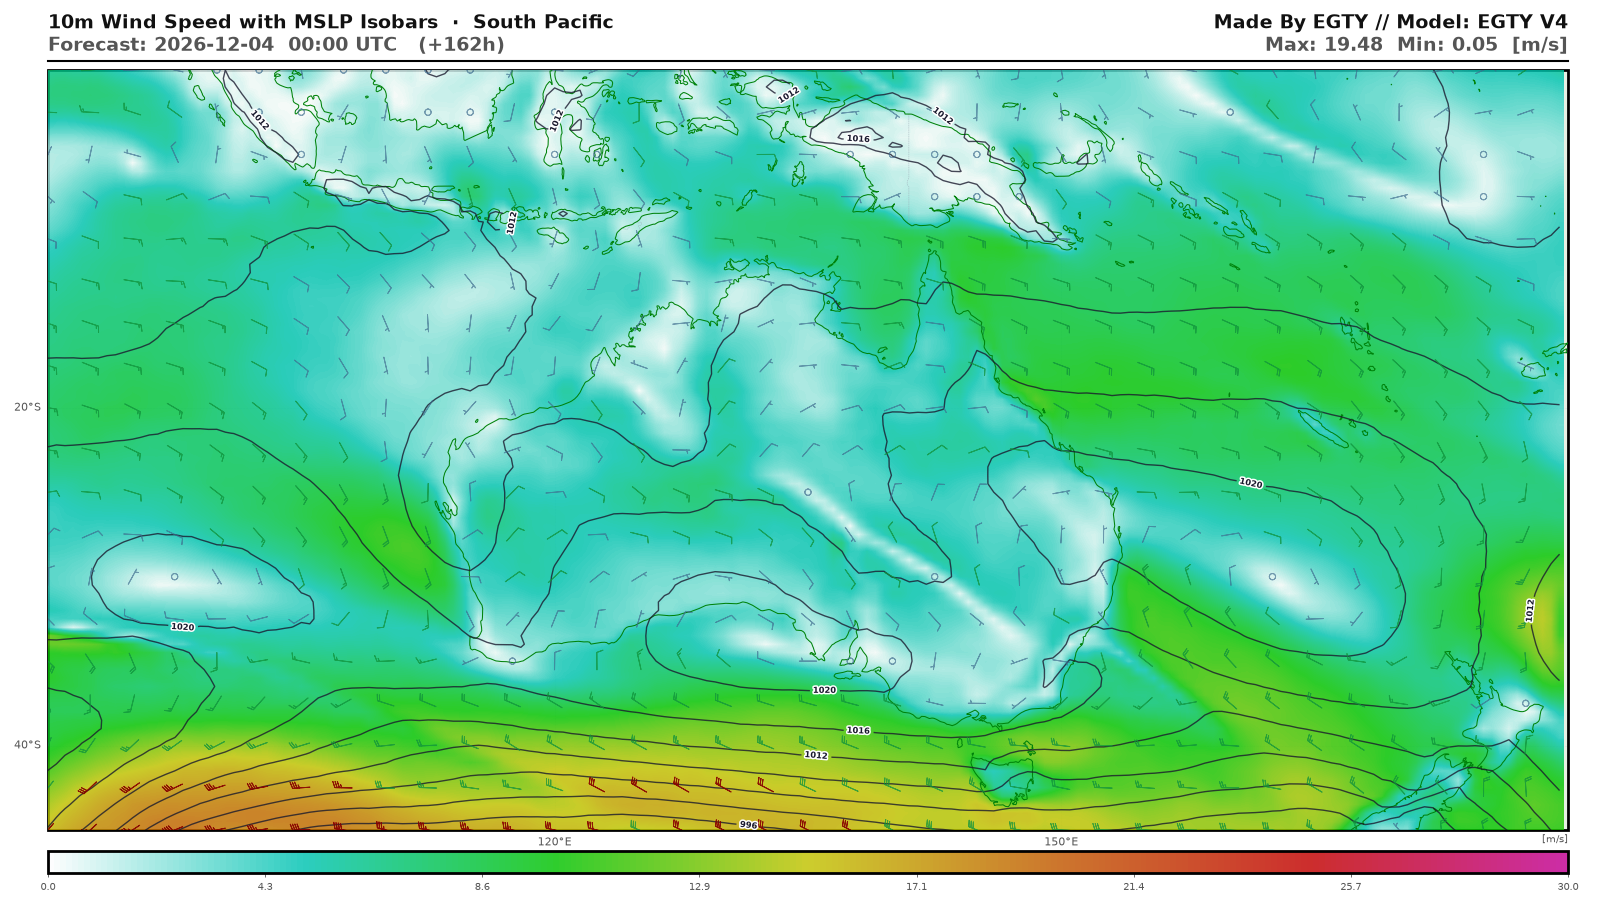 10m Wind Speed with MSLP Isobars · South Pacific
Made By EGTY // Model: EGTY V4
Forecast: 2026-12-04 00:00 UTC (+162h)
Max: 19.48 Min: 0.05 [m/s]
1012
1012
1012
1012
1016
1012
20°S
1020
1012
1020
1020
1016
40°S
1012
996
120°E
150°E
[m/s]
0.0
4.3
8.6
12.9
17.1
21.4
25.7
30.0